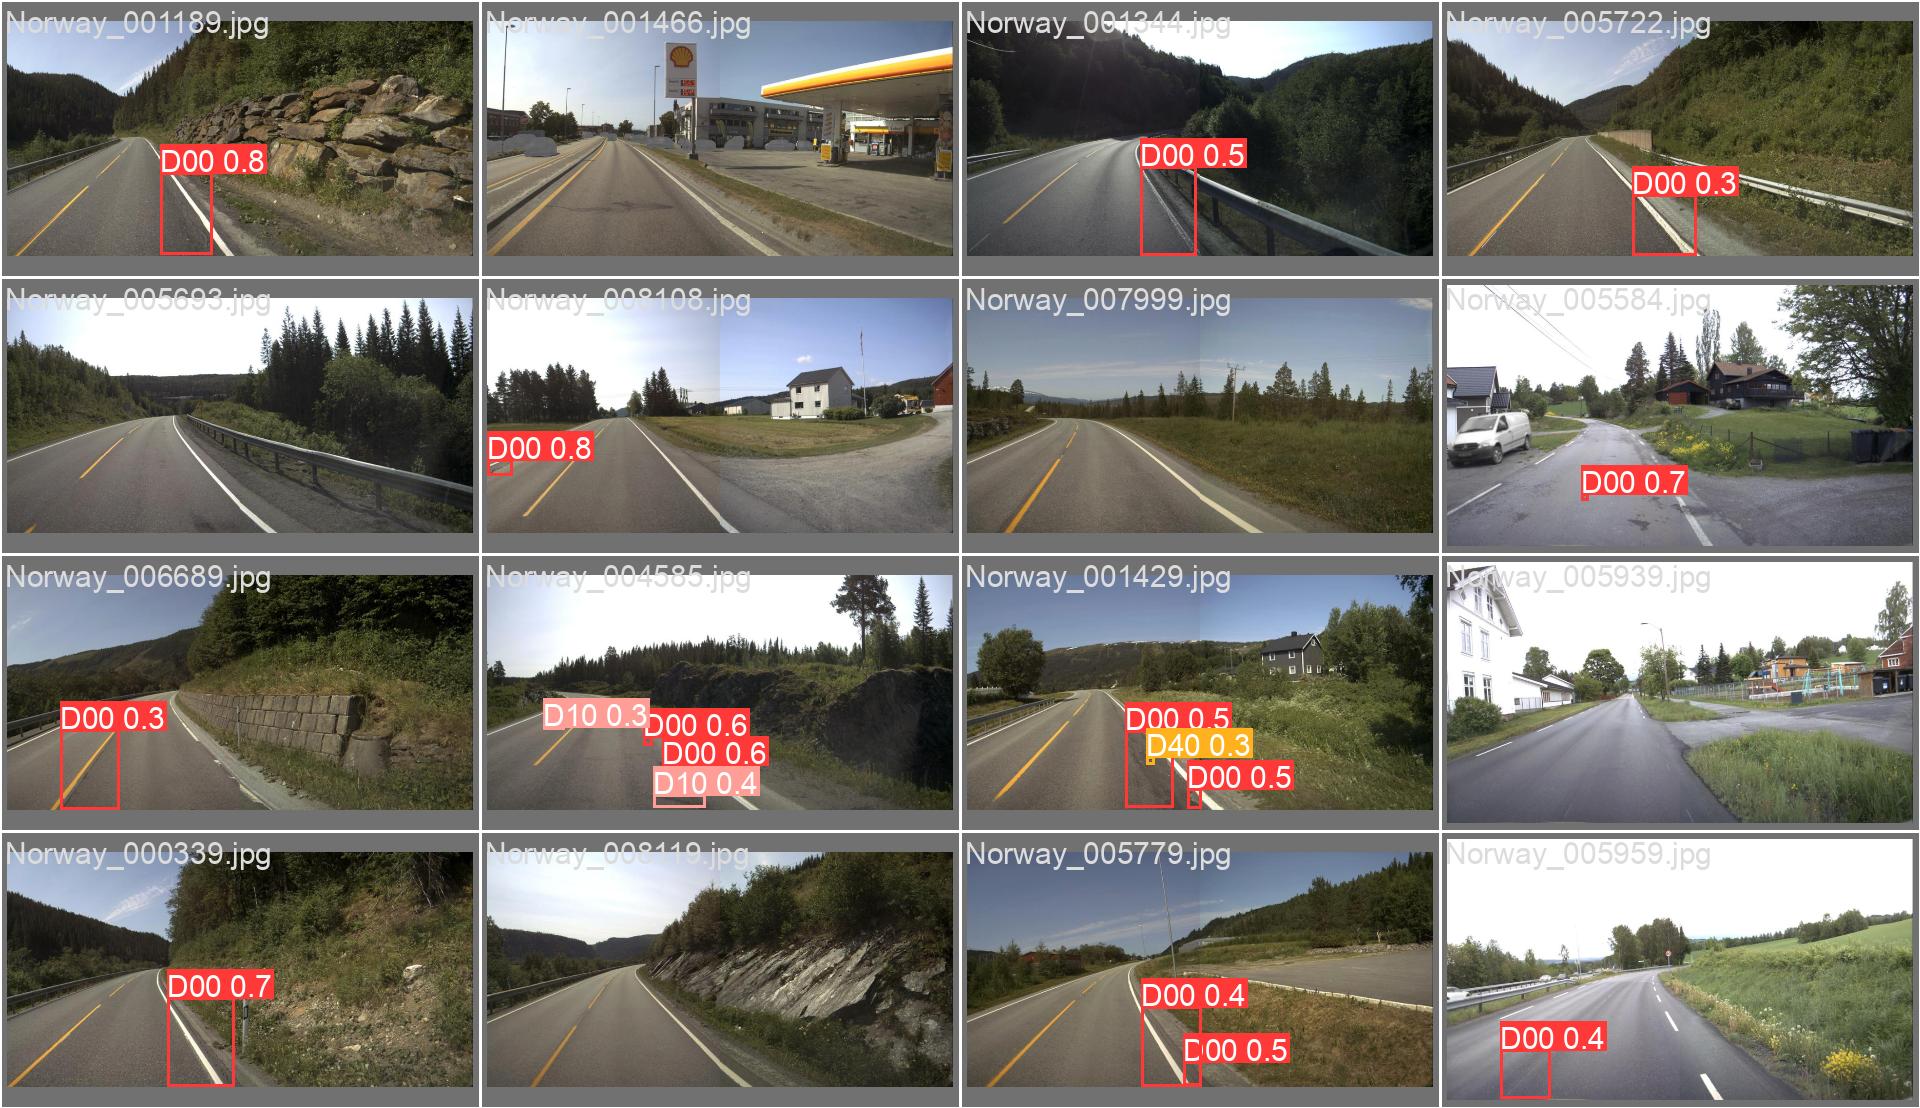 Norway_001189.jpg
D00 0.8
Norway_001466.jpg
Norway_001344.jpg
D00 0.5
Norway_005722.jpg
D00 0.3
Norway_005693.jpg
Norway_008108.jpg
D00 0.8
Norway_007999.jpg
Norway_005584.jpg
D00 0.7
Norway_006689.jpg
D00 0.3
Norway_004585.jpg
D10 0.3
D00 0.6
D00 0.6
D10 0.4
Norway_001429.jpg
D00 0.5
D40 0.3
D00 0.5
Norway_005939.jpg
Norway_000339.jpg
D00 0.7
Norway_008119.jpg
Norway_005779.jpg
D00 0.4
D00 0.5
Norway_005959.jpg
D00 0.4